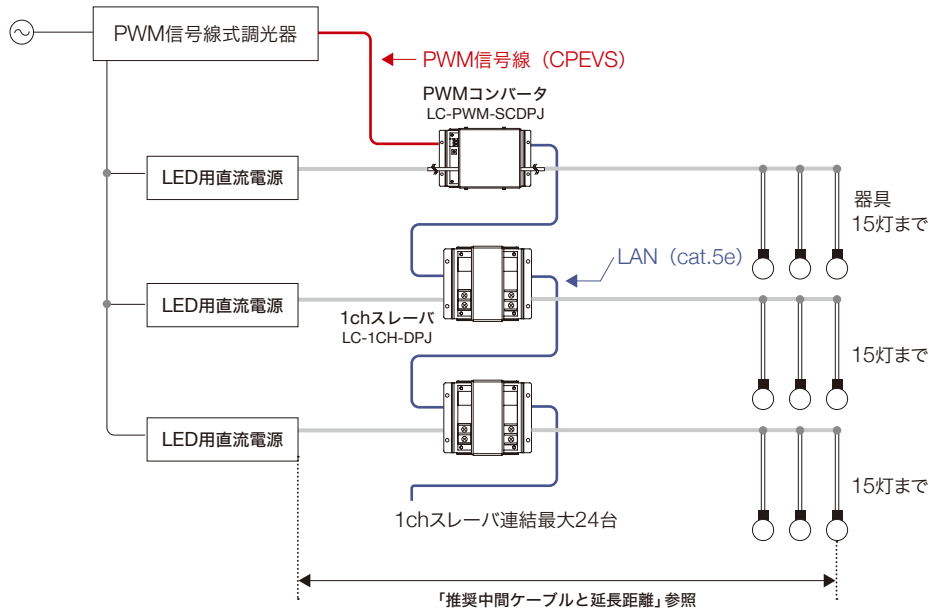 PWM信号線式調光器
PWM信号線（CPEVS）
PWMコンバータ
LC-PWM-SCDPJ
LED用直流電源
器具
15灯まで
LAN（cat.5e）
LED用直流電源
1chスレーバ
LC-1CH-DPJ
15灯まで
LED用直流電源
15灯まで
1chスレーバ連結最大24台
「推奨中間ケーブルと延長距離」参照